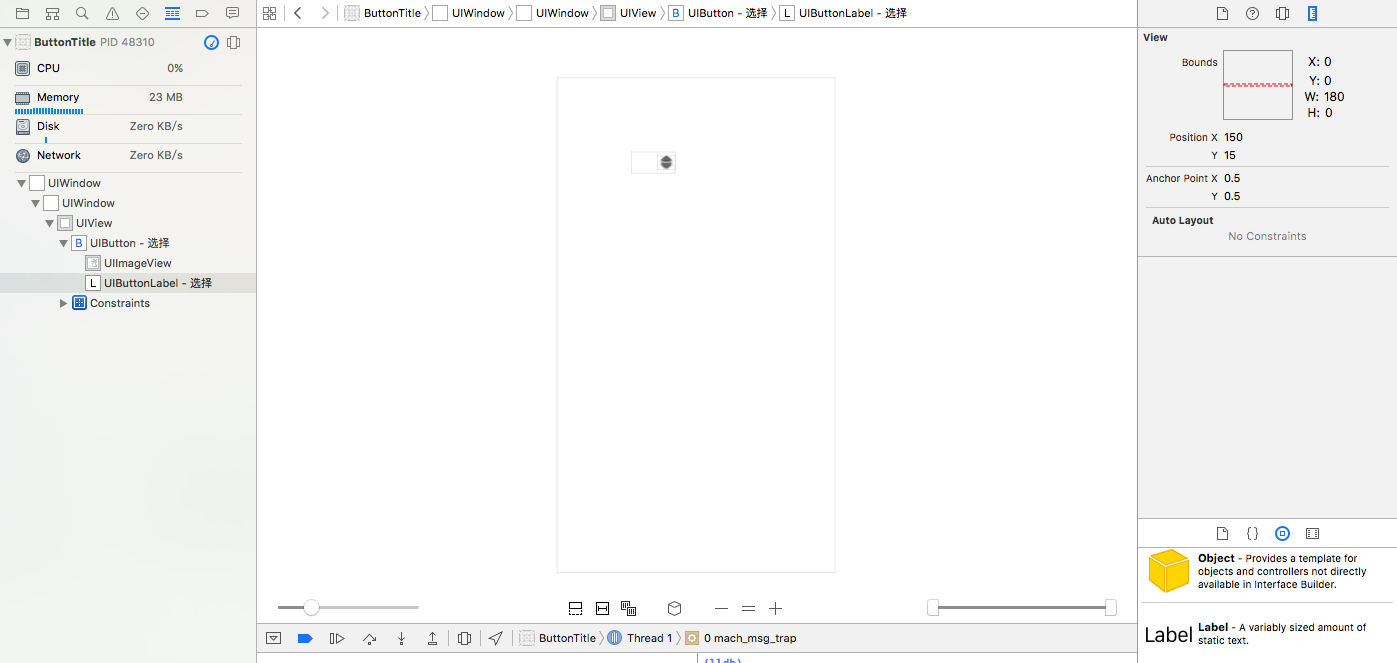 ButtonTitle PID 48310
CPU 0%
Memory 23 MB
Disk Zero KB/s
Network Zero KB/s
UIWindow
UIWindow
UIView
B UIButton - 选择
UIImageView
L UIButtonLabel - 选择
Constraints
ButtonTitle UIWindow UIWindow UIView B UIButton - 选择 L UIButtonLabel - 选择
View
Bounds X: 0
Y: 0
W: 180
H: 0
Position X 150
Y 15
Anchor Point X 0.5
Y 0.5
Auto Layout
No Constraints
Object - Provides a template for
objects and controllers not directly
available in Interface Builder.
Label Label - A variably sized amount of
static text.
ButtonTitle Thread 1 0 mach_msg_trap
(lldb)